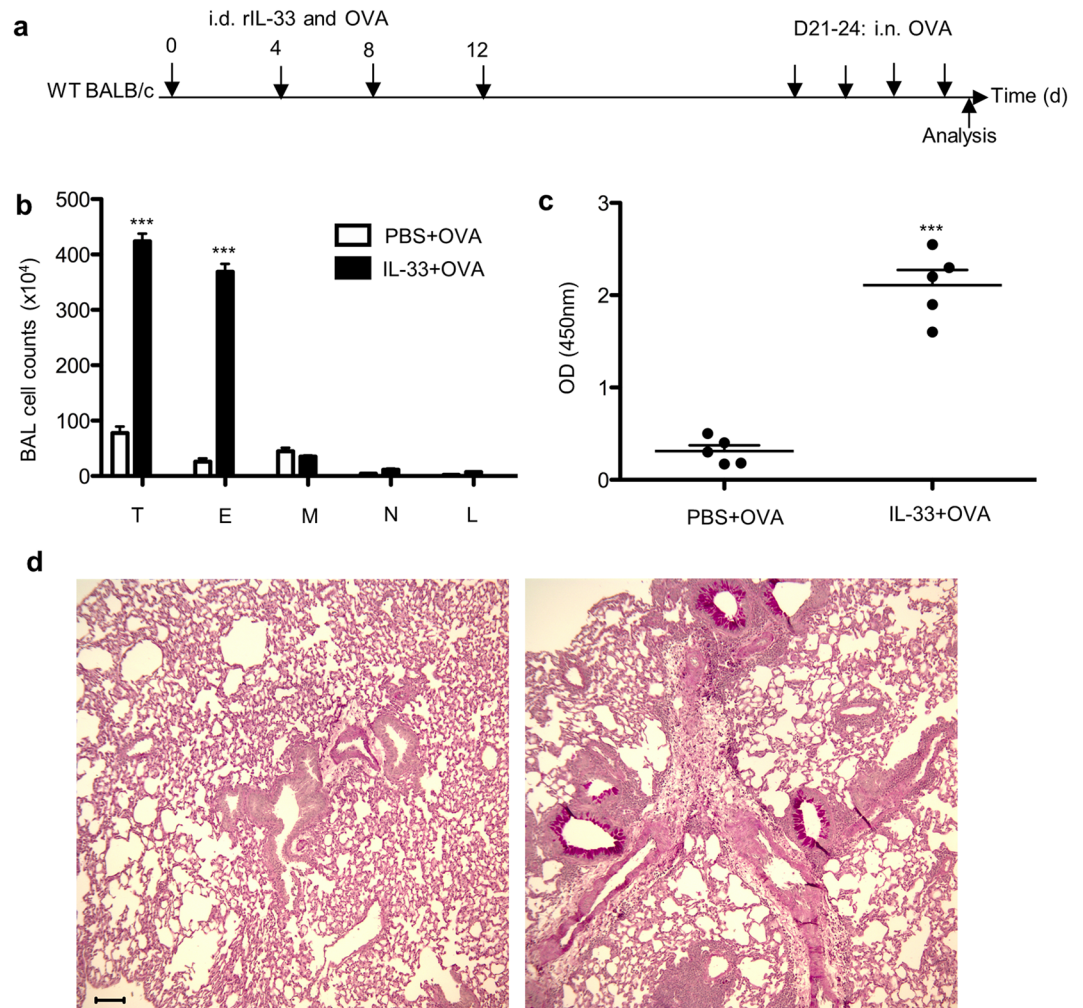 a
i.d. rIL-33 and OVA
D21-24: i.n. OVA
0 4 8 12
WT BALB/c
Time (d)
Analysis
b
500
400
300
200
100
0
BAL cell counts (x10⁴)
*** ***
PBS+OVA
IL-33+OVA
T E M N L
c
3
2
1
0
OD (450nm)
***
PBS+OVA IL-33+OVA
d